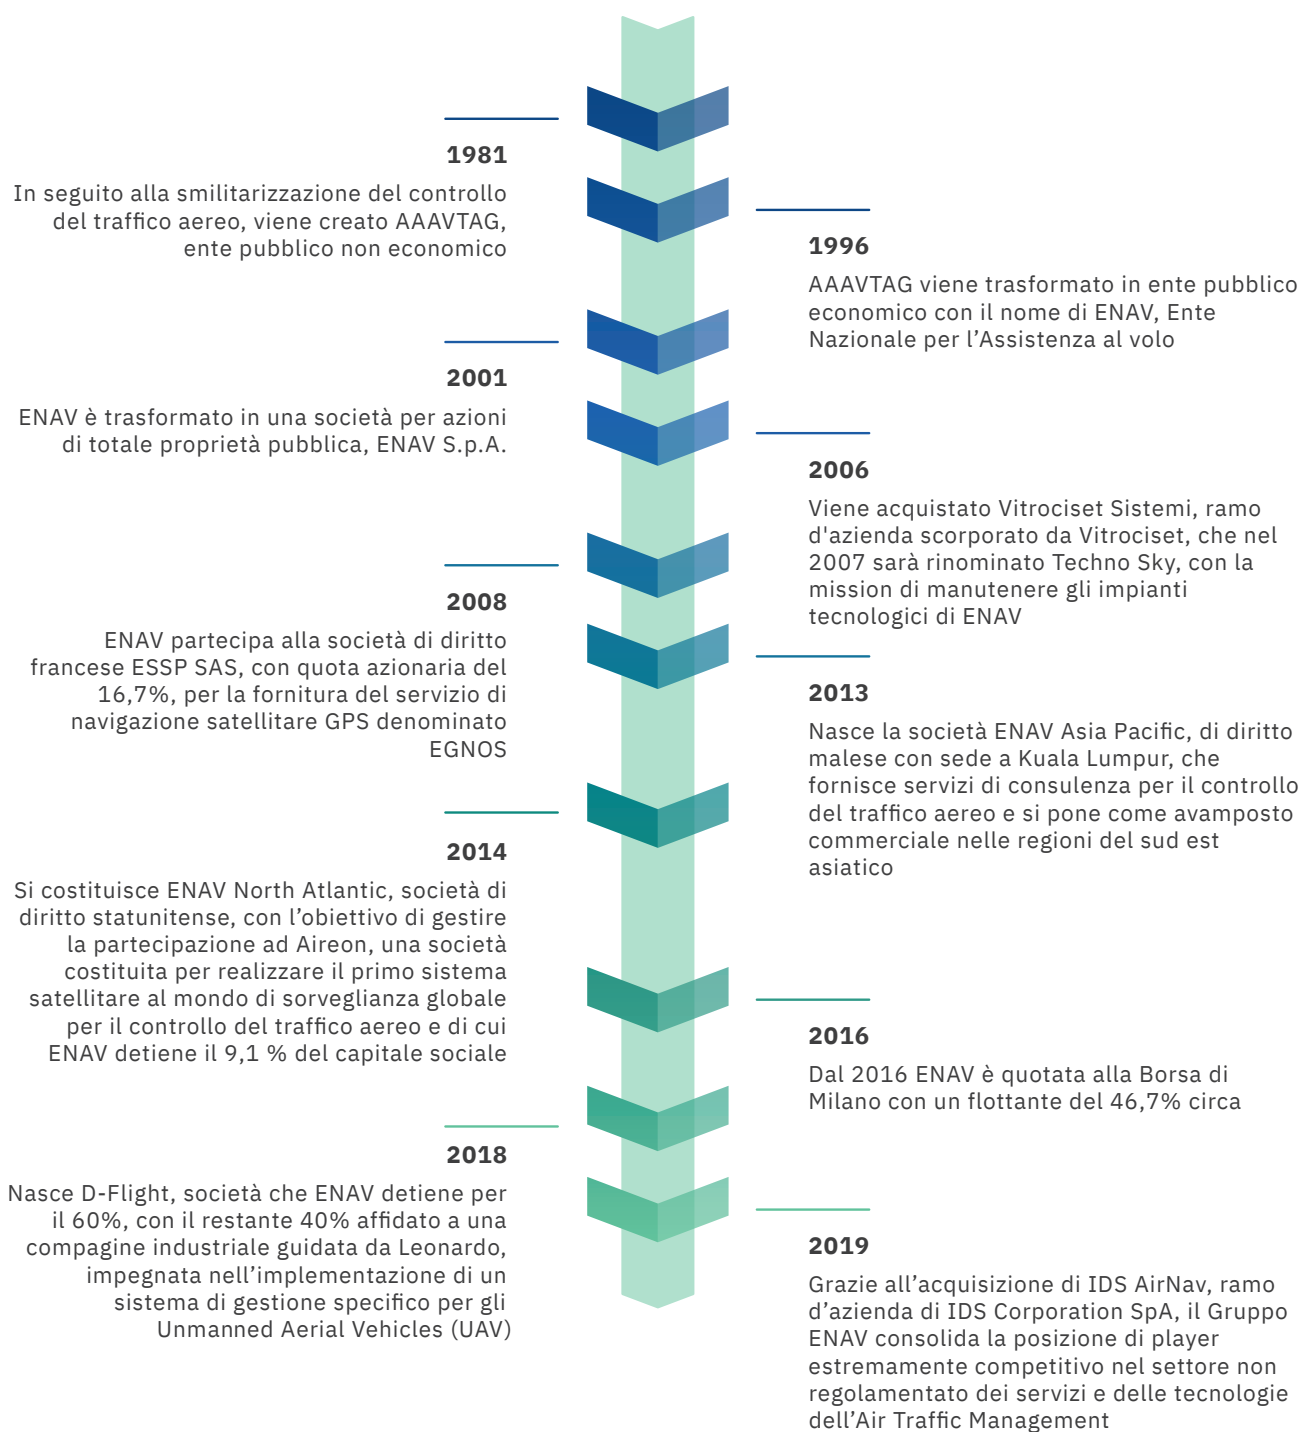 1981
In seguito alla smilitarizzazione del controllo
del traffico aereo, viene creato AAAVTAG,
ente pubblico non economico
1996
AAAVTAG viene trasformato in ente pubblico
economico con il nome di ENAV, Ente
Nazionale per l’Assistenza al volo
2001
ENAV è trasformato in una società per azioni
di totale proprietà pubblica, ENAV S.p.A.
2006
Viene acquistato Vitrociset Sistemi, ramo
d'azienda scorporato da Vitrociset, che nel
2007 sarà rinominato Techno Sky, con la
mission di manutenere gli impianti
tecnologici di ENAV
2008
ENAV partecipa alla società di diritto
francese ESSP SAS, con quota azionaria del
16,7%, per la fornitura del servizio di
navigazione satellitare GPS denominato
EGNOS
2013
Nasce la società ENAV Asia Pacific, di diritto
malese con sede a Kuala Lumpur, che
fornisce servizi di consulenza per il controllo
del traffico aereo e si pone come avamposto
commerciale nelle regioni del sud est
asiatico
2014
Si costituisce ENAV North Atlantic, società di
diritto statunitense, con l’obiettivo di gestire
la partecipazione ad Aireon, una società
costituita per realizzare il primo sistema
satellitare al mondo di sorveglianza globale
per il controllo del traffico aereo e di cui
ENAV detiene il 9,1 % del capitale sociale
2016
Dal 2016 ENAV è quotata alla Borsa di
Milano con un flottante del 46,7% circa
2018
Nasce D-Flight, società che ENAV detiene per
il 60%, con il restante 40% affidato a una
compagine industriale guidata da Leonardo,
impegnata nell’implementazione di un
sistema di gestione specifico per gli
Unmanned Aerial Vehicles (UAV)
2019
Grazie all’acquisizione di IDS AirNav, ramo
d’azienda di IDS Corporation SpA, il Gruppo
ENAV consolida la posizione di player
estremamente competitivo nel settore non
regolamentato dei servizi e delle tecnologie
dell’Air Traffic Management